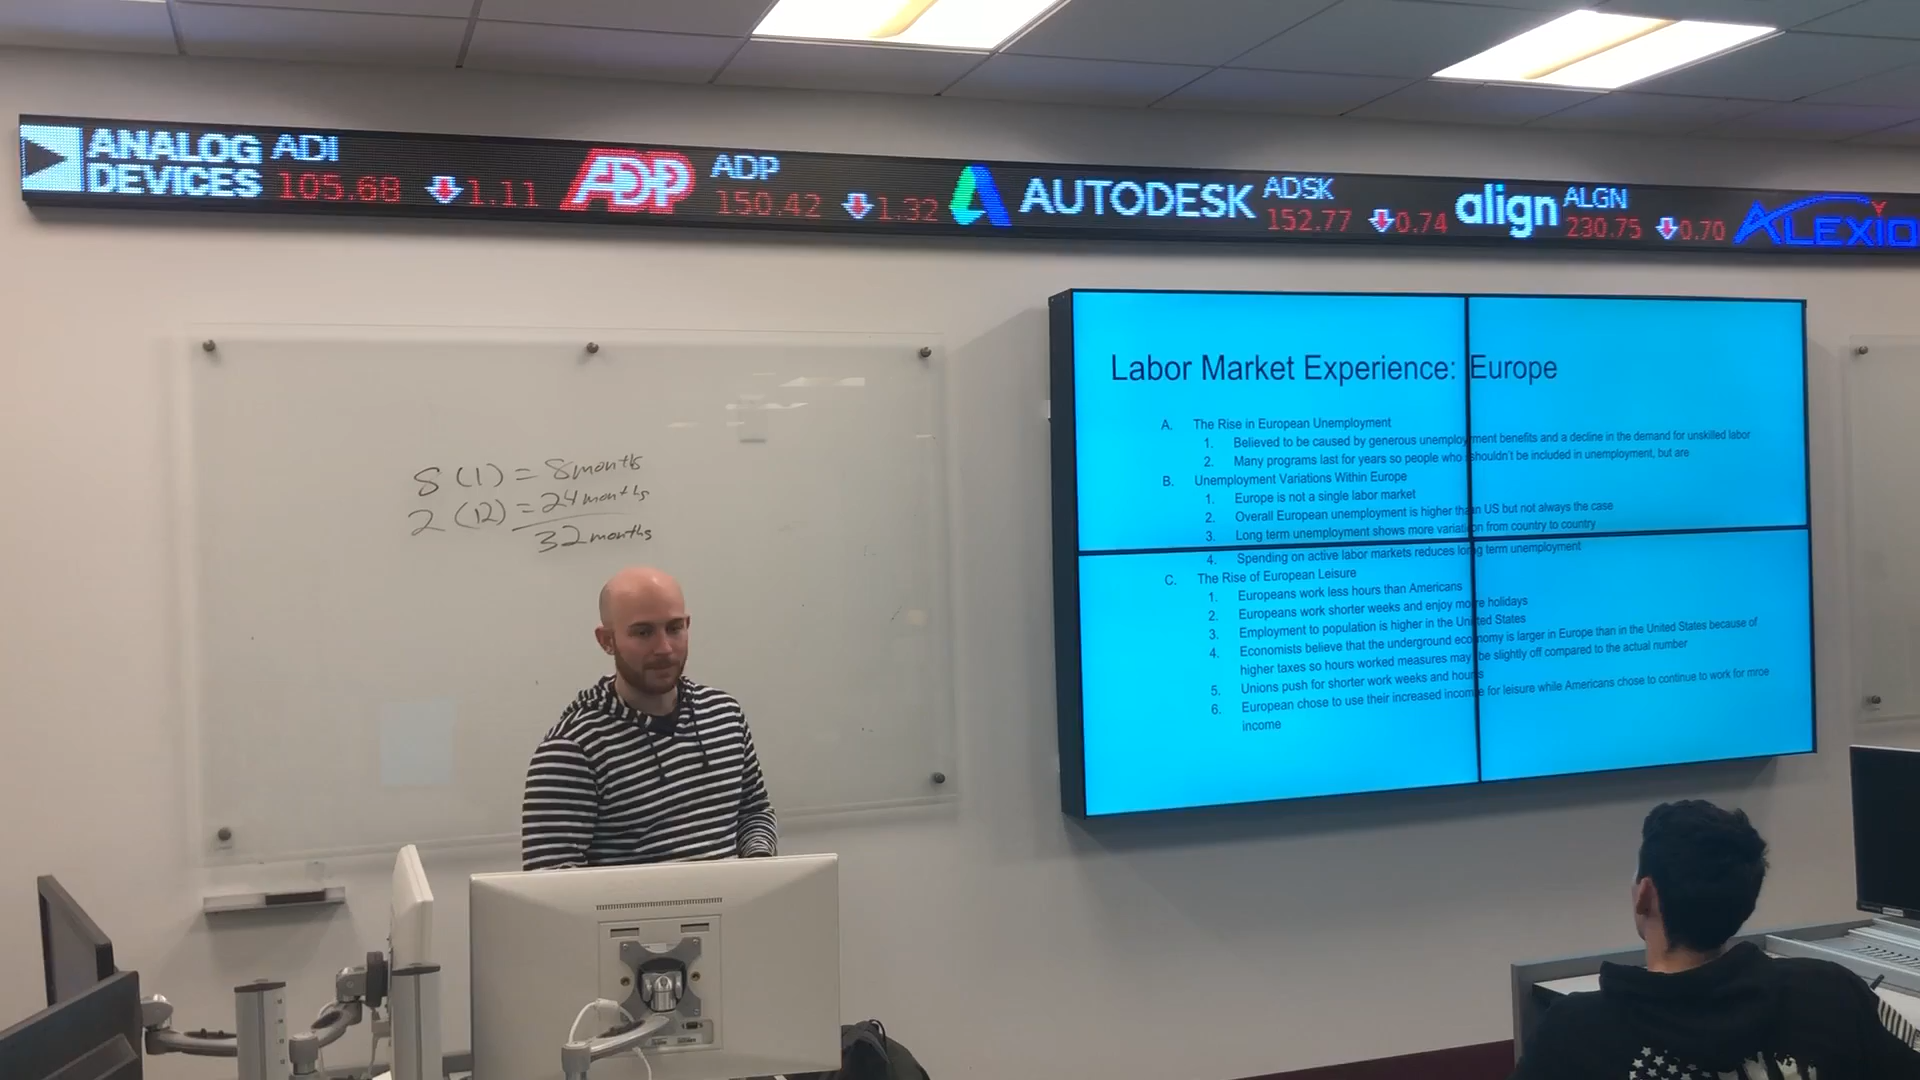 ANALOG DEVICES ADI 105.68 1.11 ADP ADP 150.42 1.32 AUTODESK ADSK 152.77 0.74 align ALGN 230.75 0.70 ALEXIO
8 (1) = 8 months
2 (12) = 24 months
32 months
Labor Market Experience: Europe
A. The Rise in European Unemployment
1. Believed to be caused by generous unemployment benefits and a decline in the demand for unskilled labor
2. Many programs last for years so people who shouldn't be included in unemployment, but are
B. Unemployment Variations Within Europe
1. Europe is not a single labor market
2. Overall European unemployment is higher than US but not always the case
3. Long term unemployment shows more variation from country to country
4. Spending on active labor markets reduces long term unemployment
C. The Rise of European Leisure
1. Europeans work less hours than Americans
2. Europeans work shorter weeks and enjoy more holidays
3. Employment to population is higher in the United States
4. Economists believe that the underground economy is larger in Europe than in the United States because of
higher taxes so hours worked measures may be slightly off compared to the actual number
5. Unions push for shorter work weeks and hours
6. European chose to use their increased income for leisure while Americans chose to continue to work for mroe
income